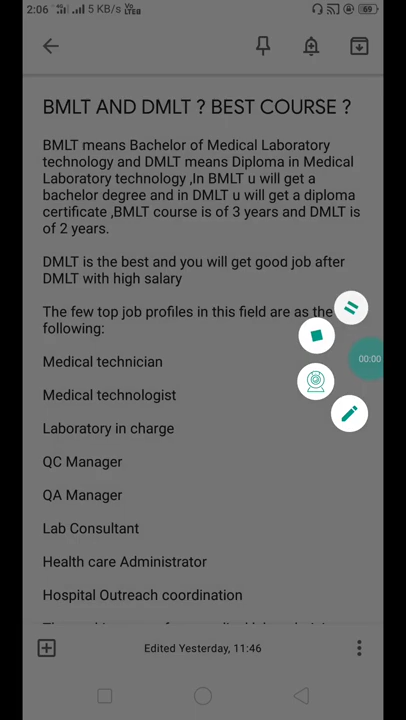 2:06 5 KB/s Vo LTEB 69
BMLT AND DMLT ? BEST COURSE ?
BMLT means Bachelor of Medical Laboratory
technology and DMLT means Diploma in Medical
Laboratory technology ,In BMLT u will get a
bachelor degree and in DMLT u will get a diploma
certificate ,BMLT course is of 3 years and DMLT is
of 2 years.
DMLT is the best and you will get good job after
DMLT with high salary
The few top job profiles in this field are as the
following:
00:00
Medical technician
Medical technologist
Laboratory in charge
QC Manager
QA Manager
Lab Consultant
Health care Administrator
Hospital Outreach coordination
Edited Yesterday, 11:46